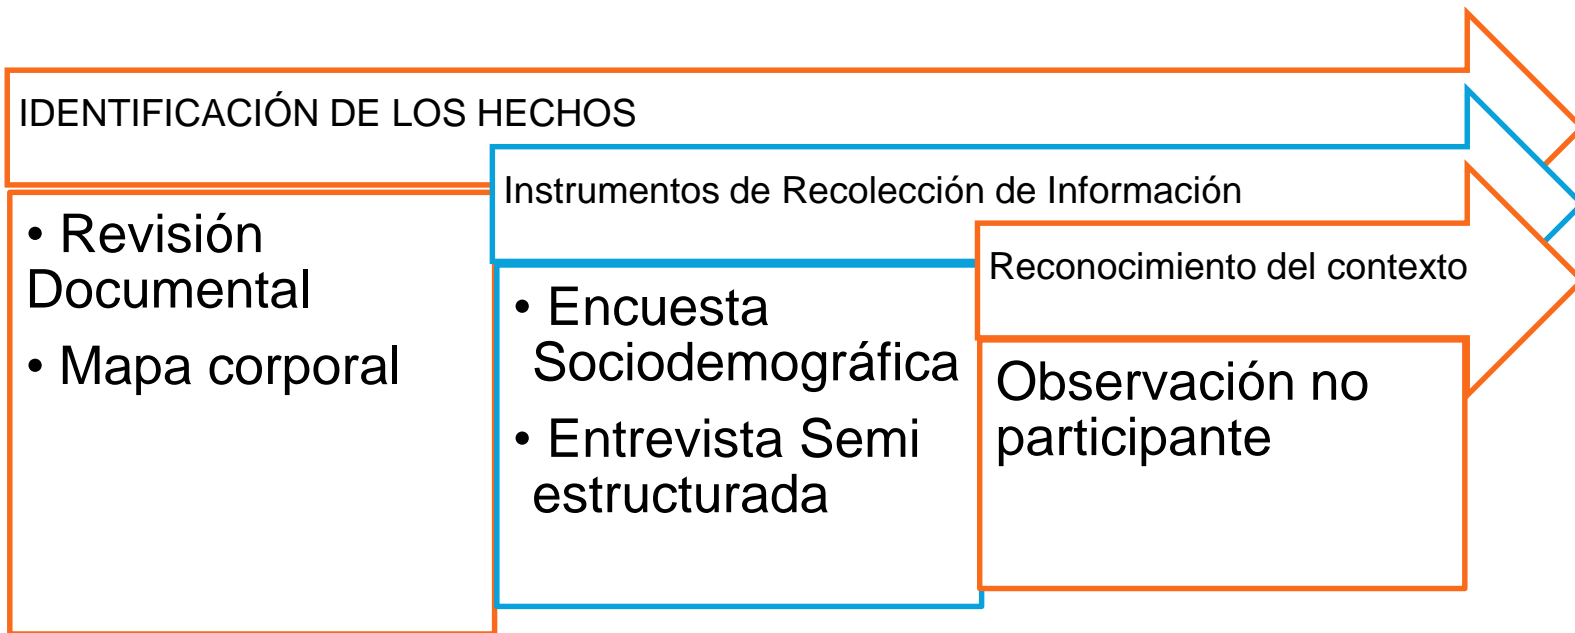 IDENTIFICACIÓN DE LOS HECHOS
• Revisión
Documental
• Mapa corporal
Instrumentos de Recolección de Información
• Encuesta
Sociodemográfica
• Entrevista Semi
estructurada
Reconocimiento del contexto
Observación no
participante